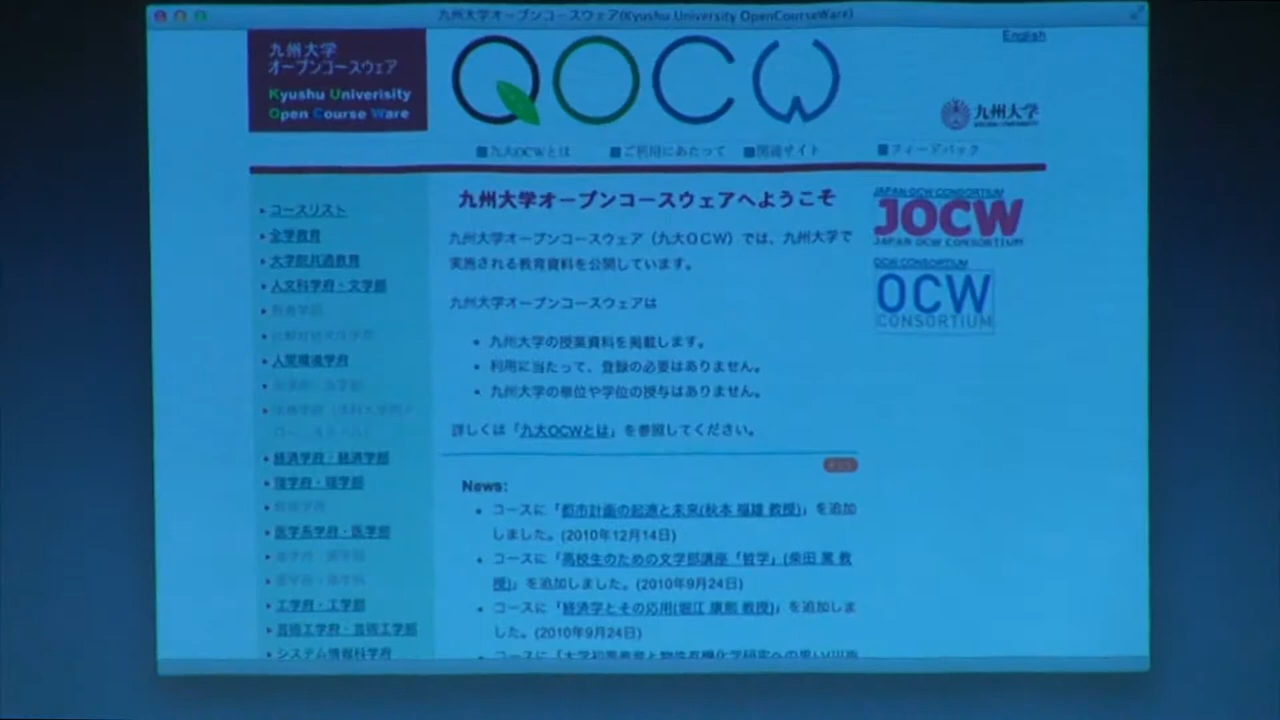 九州大学オープンコースウェア(Kyushu University OpenCourseWare)
English
九州大学
オープンコースウェア
Kyushu Univerisity
Open Course Ware
QOCW
九州大学
九大OCWとは
ご利用にあたって
関連サイト
フィードバック
コースリスト
全学教育
大学院共通教育
人文科学府・文学部
人間環境学府
経済学府・経済学部
理学府・理学部
医学系学府・医学部
工学府・工学部
芸術工学府・芸術工学部
システム情報科学府
九州大学オープンコースウェアへようこそ
九州大学オープンコースウェア（九大OCW）では、九州大学で
実施される教育資料を公開しています。
九州大学オープンコースウェアは
九州大学の授業資料を掲載します。
利用に当たって、登録の必要はありません。
九州大学の単位や学位の授与はありません。
詳しくは「九大OCWとは」を参照してください。
News:
コースに「都市計画の起源と未来(萩本 福雄 教授)」を追加
しました。(2010年12月14日)
コースに「高校生のための文学部講座「哲学」(柴田 篤 教
授)」を追加しました。(2010年9月24日)
コースに「経済学とその応用(堀江 康熙 教授)」を追加しま
した。(2010年9月24日)
JAPAN OCW CONSORTIUM
JOCW
JAPAN OCW CONSORTIUM
OCW CONSORTIUM
OCW
CONSORTIUM